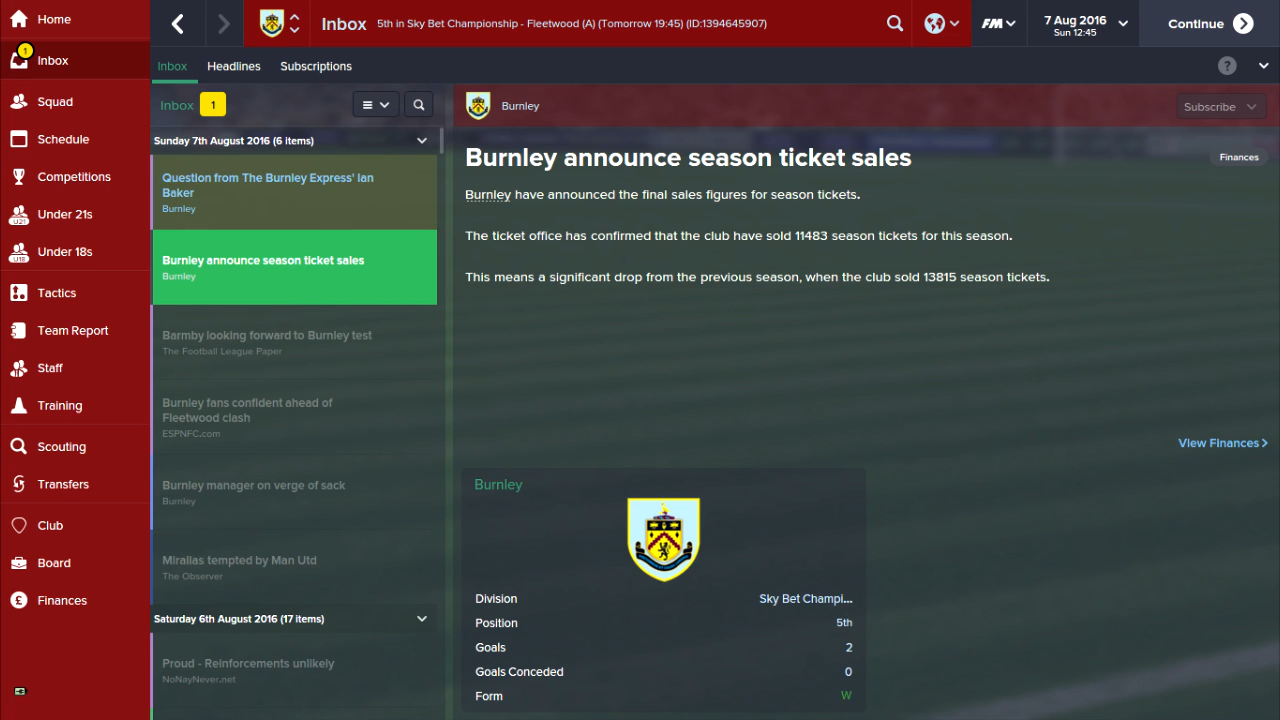 Home
Inbox
1
Squad
Schedule
Competitions
Under 21s
U21
Under 18s
U18
Tactics
Team Report
Staff
Training
Scouting
Transfers
Club
Board
Finances
Inbox
5th in Sky Bet Championship - Fleetwood (A) (Tomorrow 19:45) (ID:1394645907)
FM
7 Aug 2016
Sun 12:45
Continue
Inbox
Headlines
Subscriptions
?
Inbox
1
Sunday 7th August 2016 (6 items)
Question from The Burnley Express' Ian
Baker
Burnley
Burnley announce season ticket sales
Burnley
Barmby looking forward to Burnley test
The Football League Paper
Burnley fans confident ahead of
Fleetwood clash
ESPNFC.com
Burnley manager on verge of sack
Burnley
Mirallas tempted by Man Utd
The Observer
Saturday 6th August 2016 (17 items)
Proud - Reinforcements unlikely
NoNayNever.net
Burnley
Subscribe
Burnley announce season ticket sales
Finances
Burnley have announced the final sales figures for season tickets.
The ticket office has confirmed that the club have sold 11483 season tickets for this season.
This means a significant drop from the previous season, when the club sold 13815 season tickets.
View Finances
Burnley
Division
Sky Bet Champi...
Position
5th
Goals
2
Goals Conceded
0
Form
W